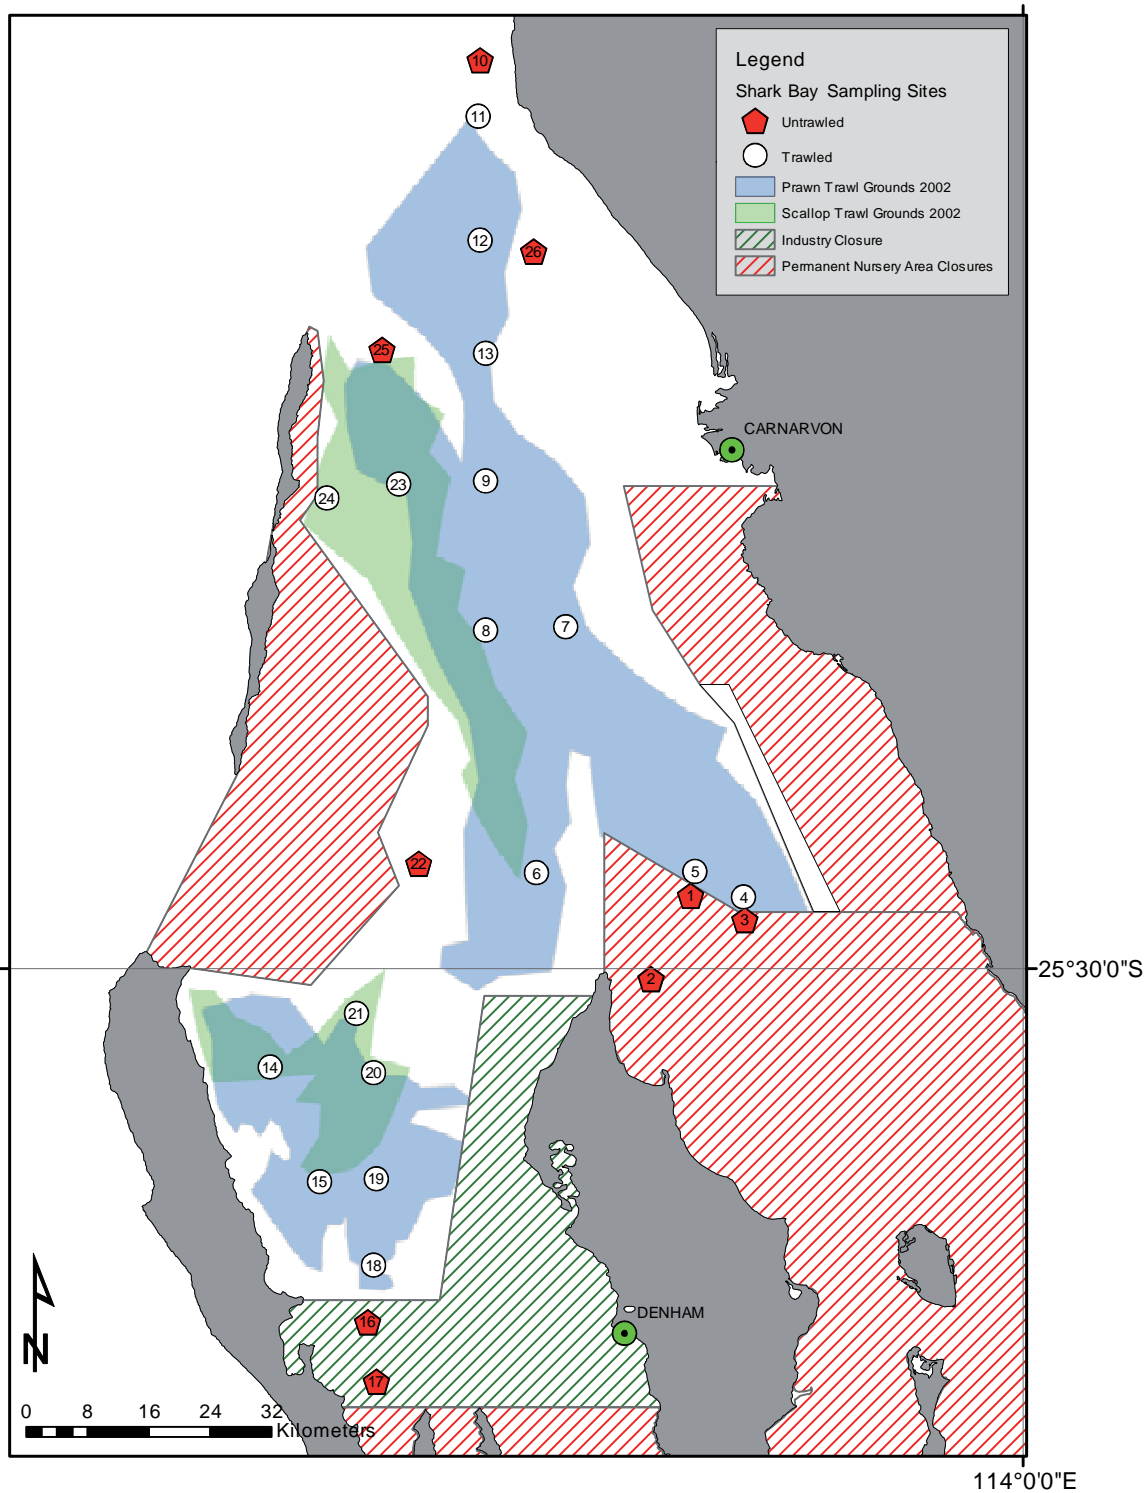 10
Legend
Shark Bay Sampling Sites
Untrawled
Trawled
Prawn Trawl Grounds 2002
Scallop Trawl Grounds 2002
Industry Closure
Permanent Nursery Area Closures
11
12
26
25
13
CARNARVON
9
23
24
7
8
22
6
5
1
4
3
25°30'0"S
2
21
14
20
19
15
18
DENHAM
16
17
N
0 8 16 24 32
Kilometers
114°0'0"E